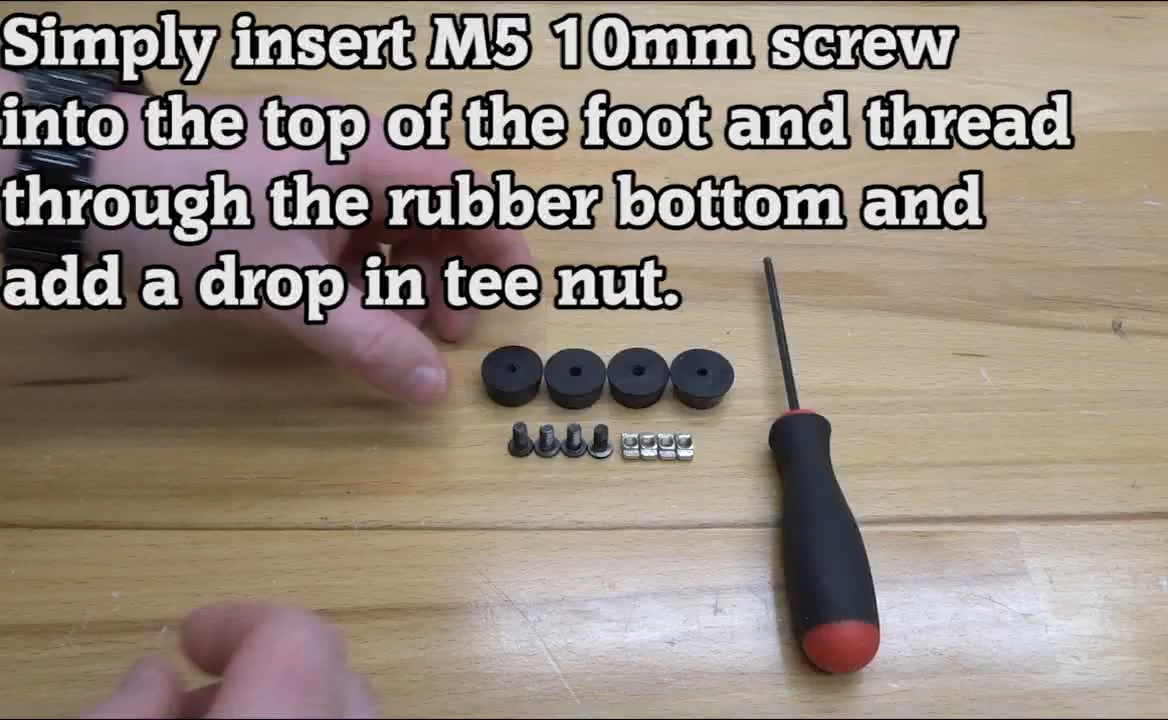 Simply insert M5 10mm screw
into the top of the foot and thread
through the rubber bottom and
add a drop in tee nut.